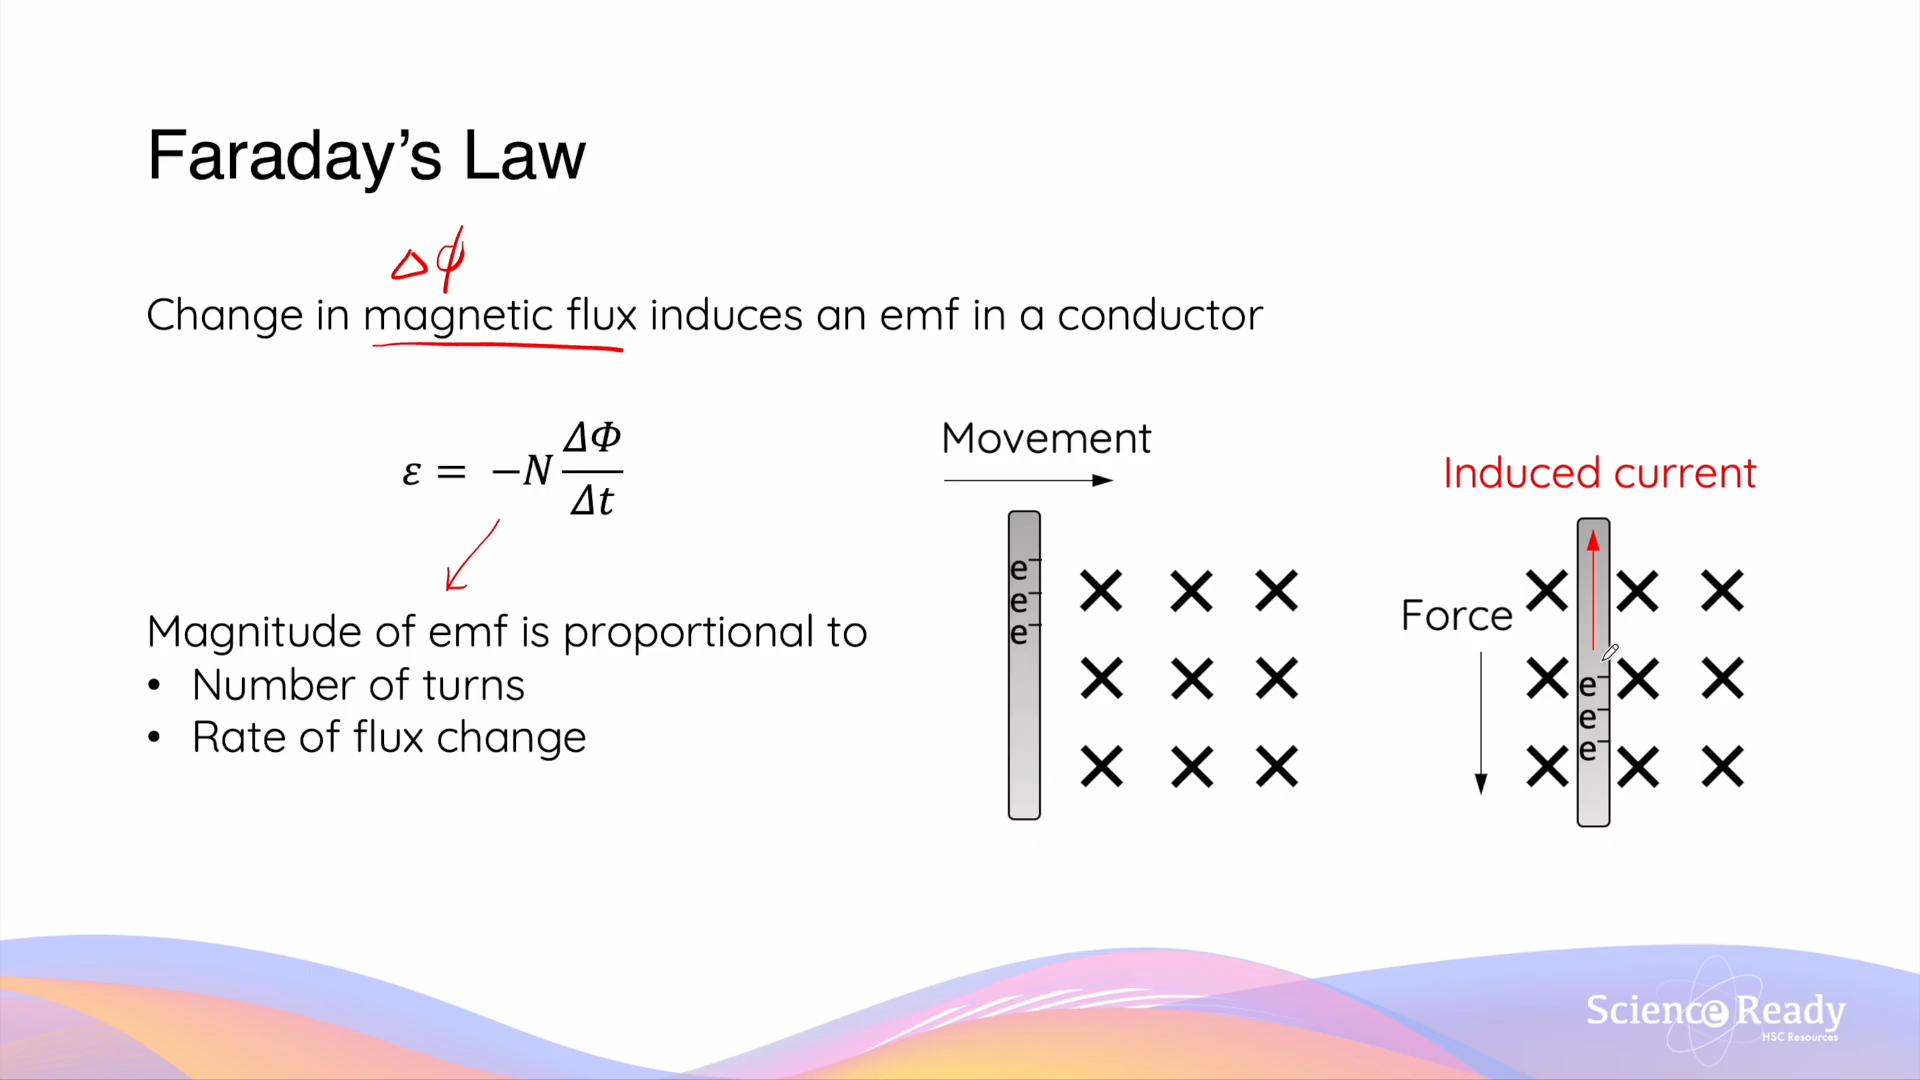 Faraday’s Law
Δϕ
Change in magnetic flux induces an emf in a conductor
ε = −N ΔΦ/Δt
Magnitude of emf is proportional to
• Number of turns
• Rate of flux change
Movement
e⁻
e⁻
e⁻
Induced current
Force
e⁻
e⁻
e⁻
Science Ready
HSC Resources